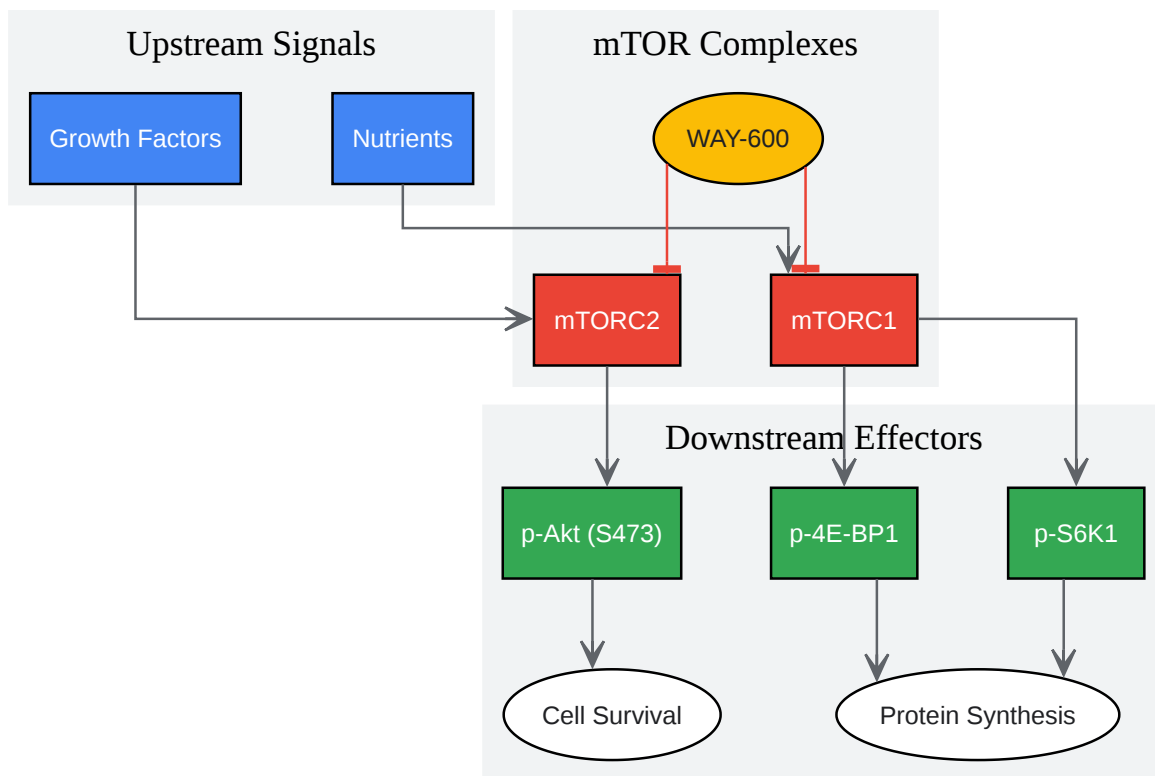 Upstream Signals
mTOR Complexes
Growth Factors
Nutrients
WAY-600
mTORC2
mTORC1
Downstream Effectors
p-Akt (S473)
p-4E-BP1
p-S6K1
Cell Survival
Protein Synthesis